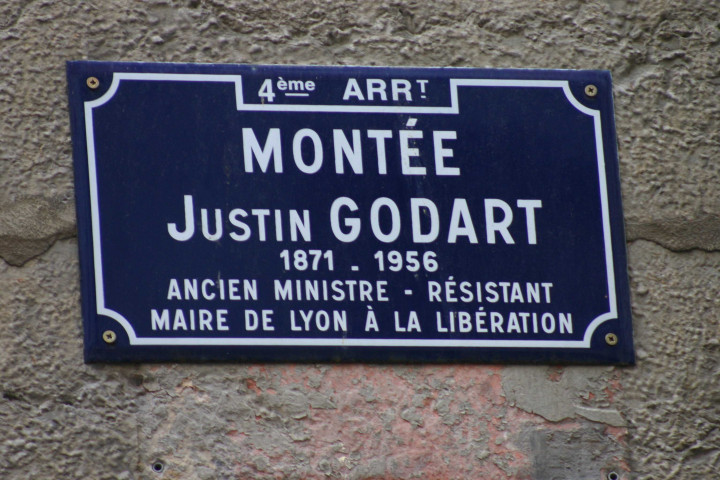 4ème ARRT
MONTÉE
JUSTIN GODART
1871 - 1956
ANCIEN MINISTRE - RÉSISTANT
MAIRE DE LYON À LA LIBÉRATION